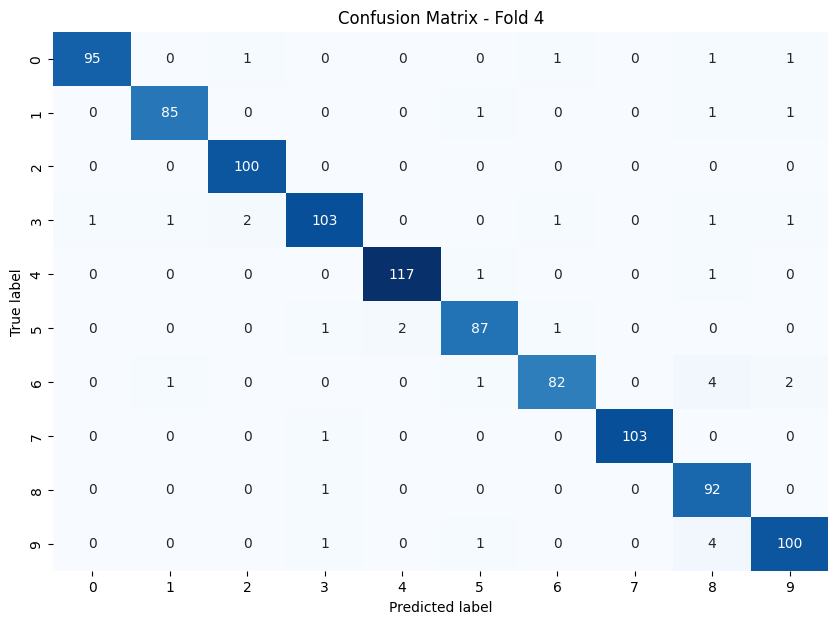 Confusion Matrix - Fold 4
0 95 0 1 0 0 0 1 0 1 1
1 0 85 0 0 0 1 0 0 1 1
2 0 0 100 0 0 0 0 0 0 0
3 1 1 2 103 0 0 1 0 1 1
4 0 0 0 0 117 1 0 0 1 0
5 0 0 0 1 2 87 1 0 0 0
6 0 1 0 0 0 1 82 0 4 2
7 0 0 0 1 0 0 0 103 0 0
8 0 0 0 1 0 0 0 0 92 0
9 0 0 0 1 0 1 0 0 4 100
0 1 2 3 4 5 6 7 8 9
Predicted label
True label